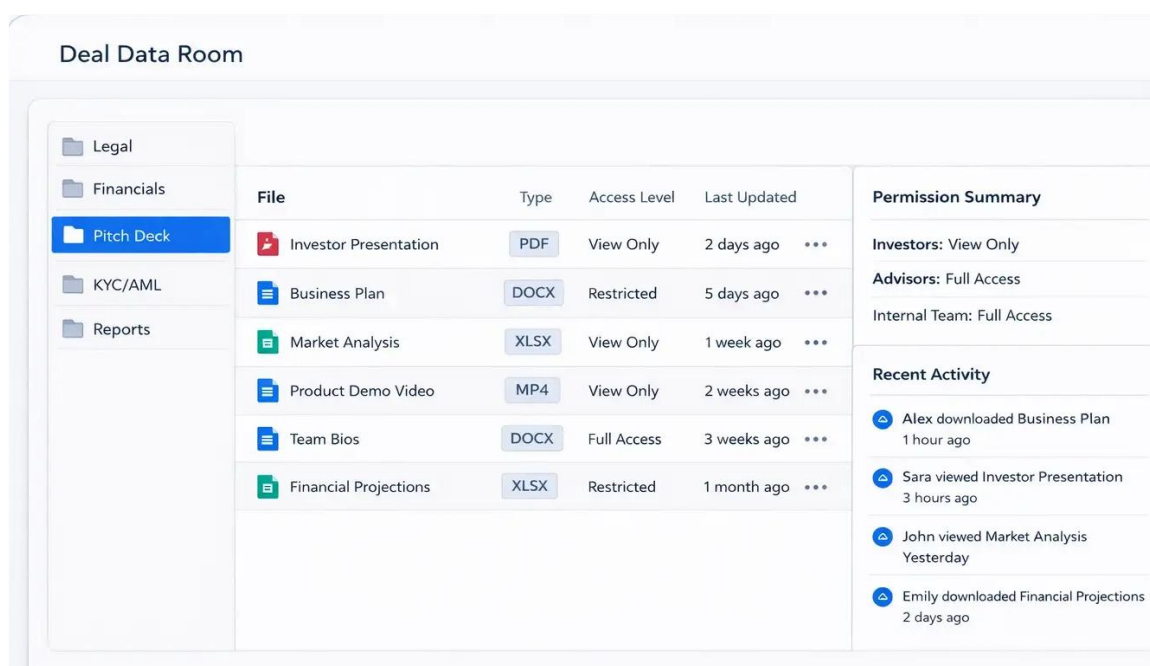 Deal Data Room
Legal
Financials
Pitch Deck
KYC/AML
Reports
File Type Access Level Last Updated
Investor Presentation PDF View Only 2 days ago
Business Plan DOCX Restricted 5 days ago
Market Analysis XLSX View Only 1 week ago
Product Demo Video MP4 View Only 2 weeks ago
Team Bios DOCX Full Access 3 weeks ago
Financial Projections XLSX Restricted 1 month ago
Permission Summary
Investors: View Only
Advisors: Full Access
Internal Team: Full Access
Recent Activity
Alex downloaded Business Plan
1 hour ago
Sara viewed Investor Presentation
3 hours ago
John viewed Market Analysis
Yesterday
Emily downloaded Financial Projections
2 days ago